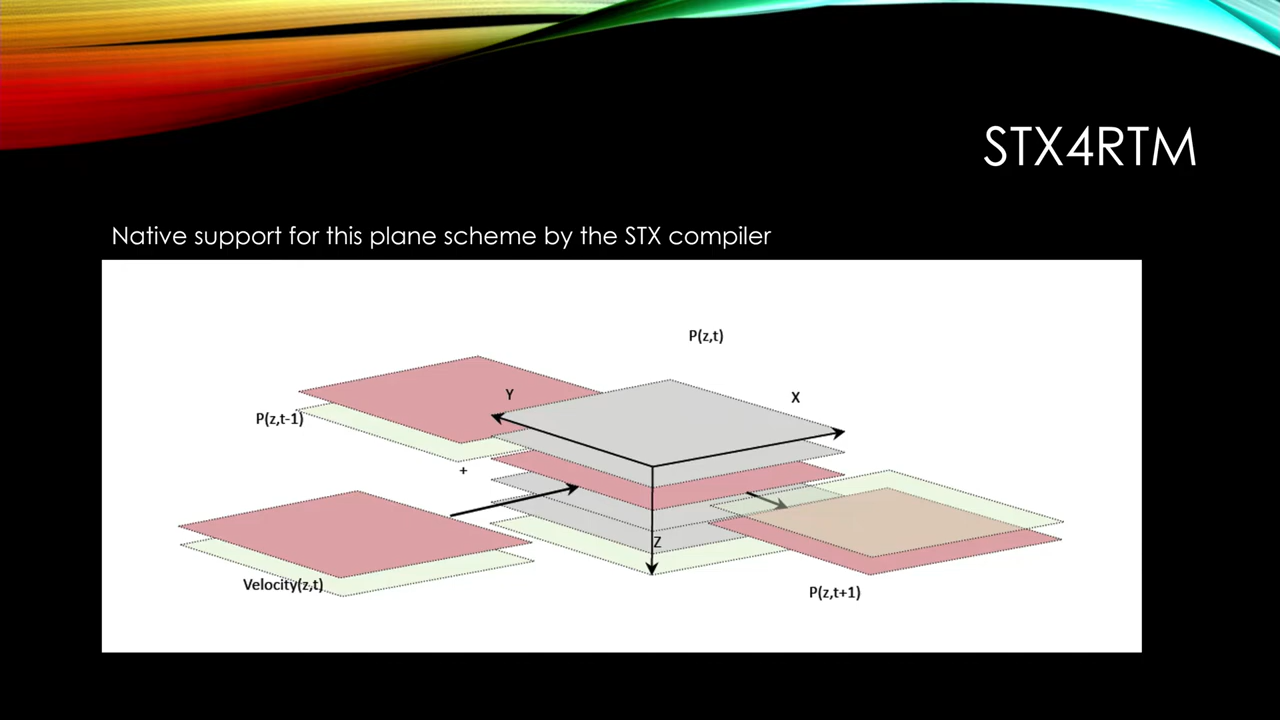 STX4RTM
Native support for this plane scheme by the STX compiler
P(z,t)
Y
X
P(z,t-1)
+
Z
Velocity(z,t)
P(z,t+1)